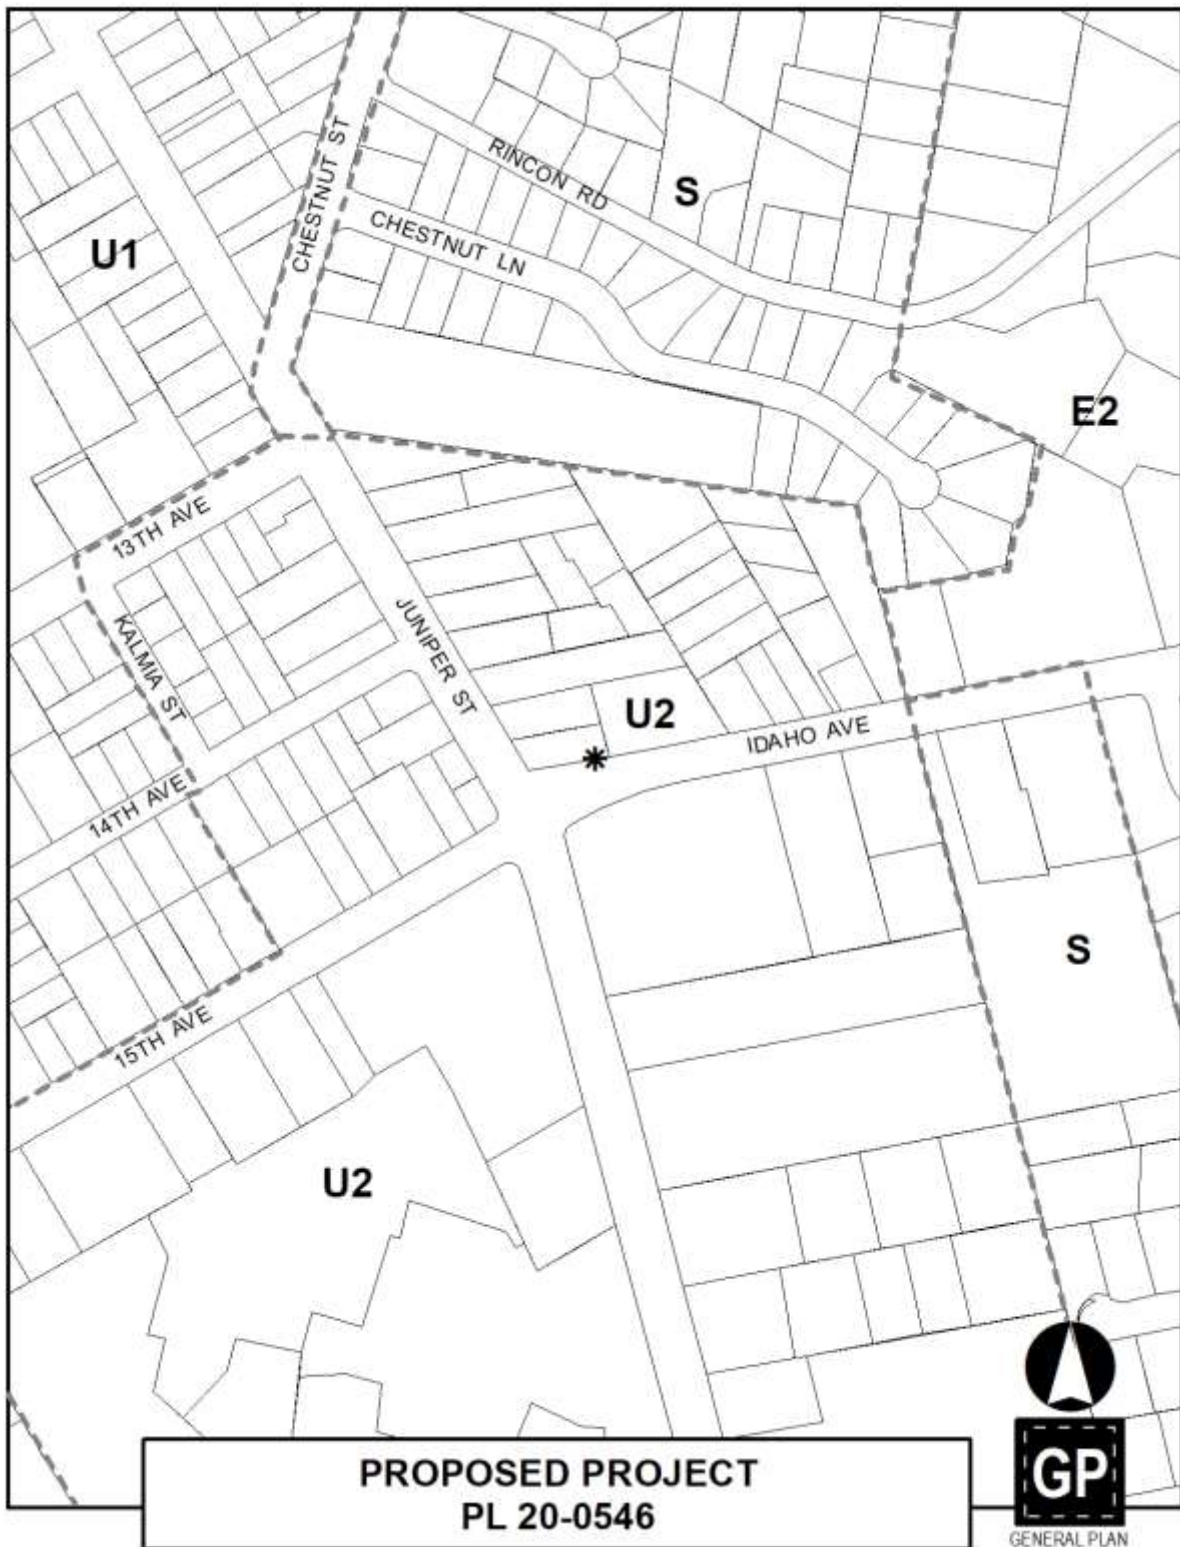 RINCON RD
S
CHESTNUT ST
CHESTNUT LN
U1
E2
13TH AVE
KALMIA ST
JUNIPER ST
U2
IDAHO AVE
14TH AVE
S
15TH AVE
U2
PROPOSED PROJECT
PL 20-0546
GP
GENERAL PLAN